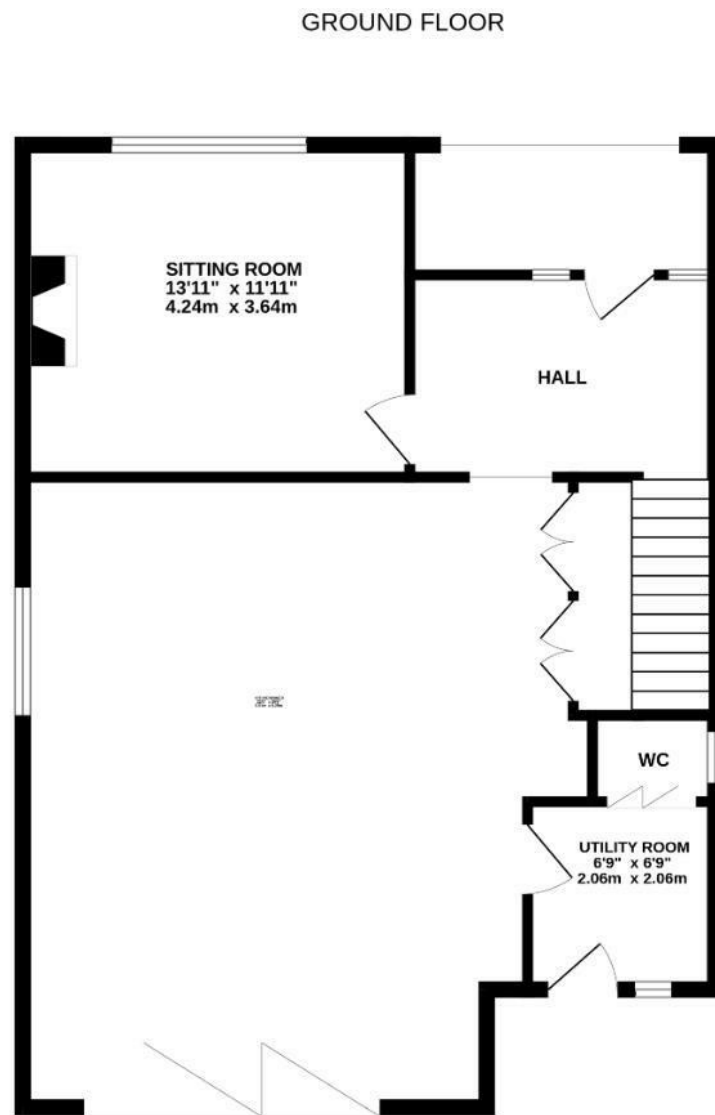 GROUND FLOOR
SITTING ROOM
13'11" x 11'11"
4.24m x 3.64m
HALL
WC
UTILITY ROOM
6'9" x 6'9"
2.06m x 2.06m